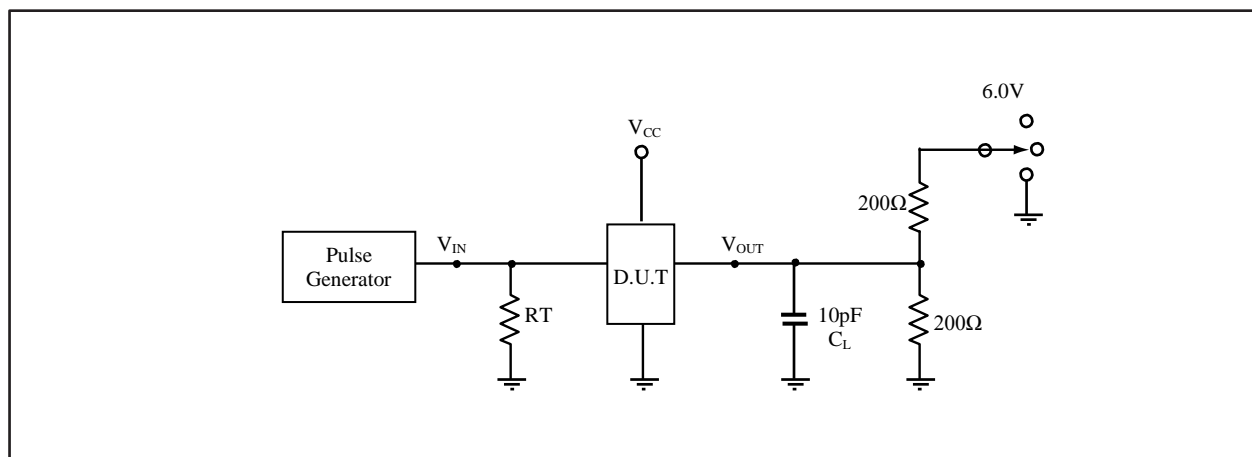 6.0V
VCC
200Ω
Pulse
Generator
VIN
D.U.T
VOUT
RT
10pF
CL
200Ω